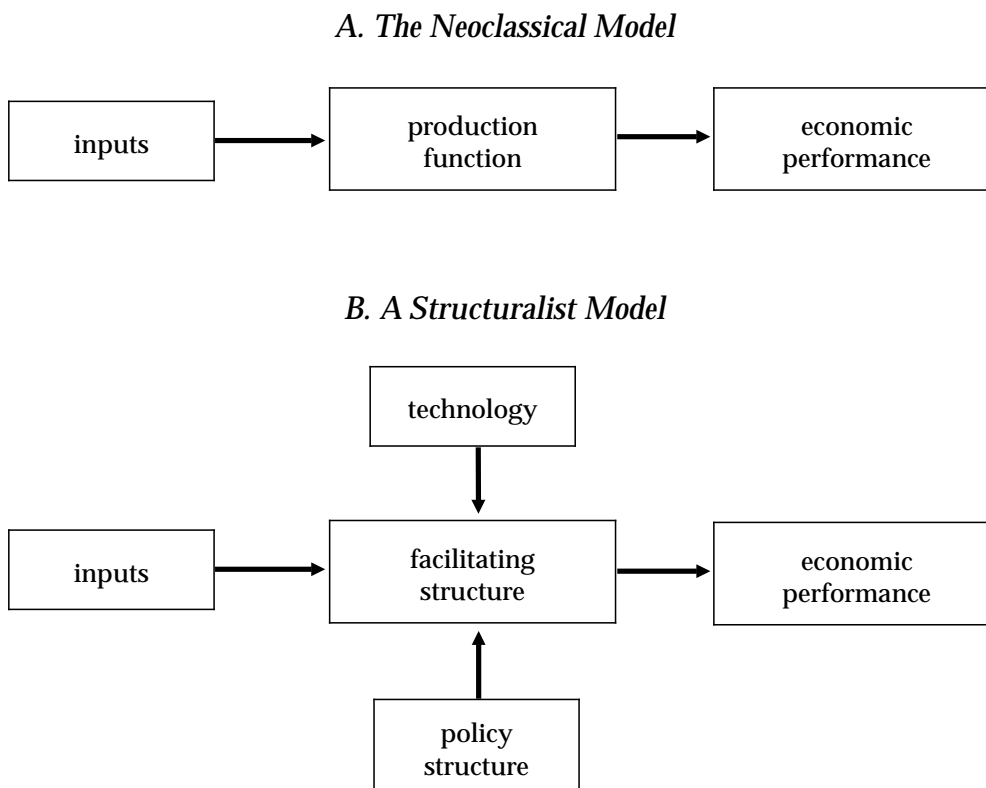 A. The Neoclassical Model
inputs
production
function
economic
performance
B. A Structuralist Model
technology
inputs
facilitating
structure
economic
performance
policy
structure